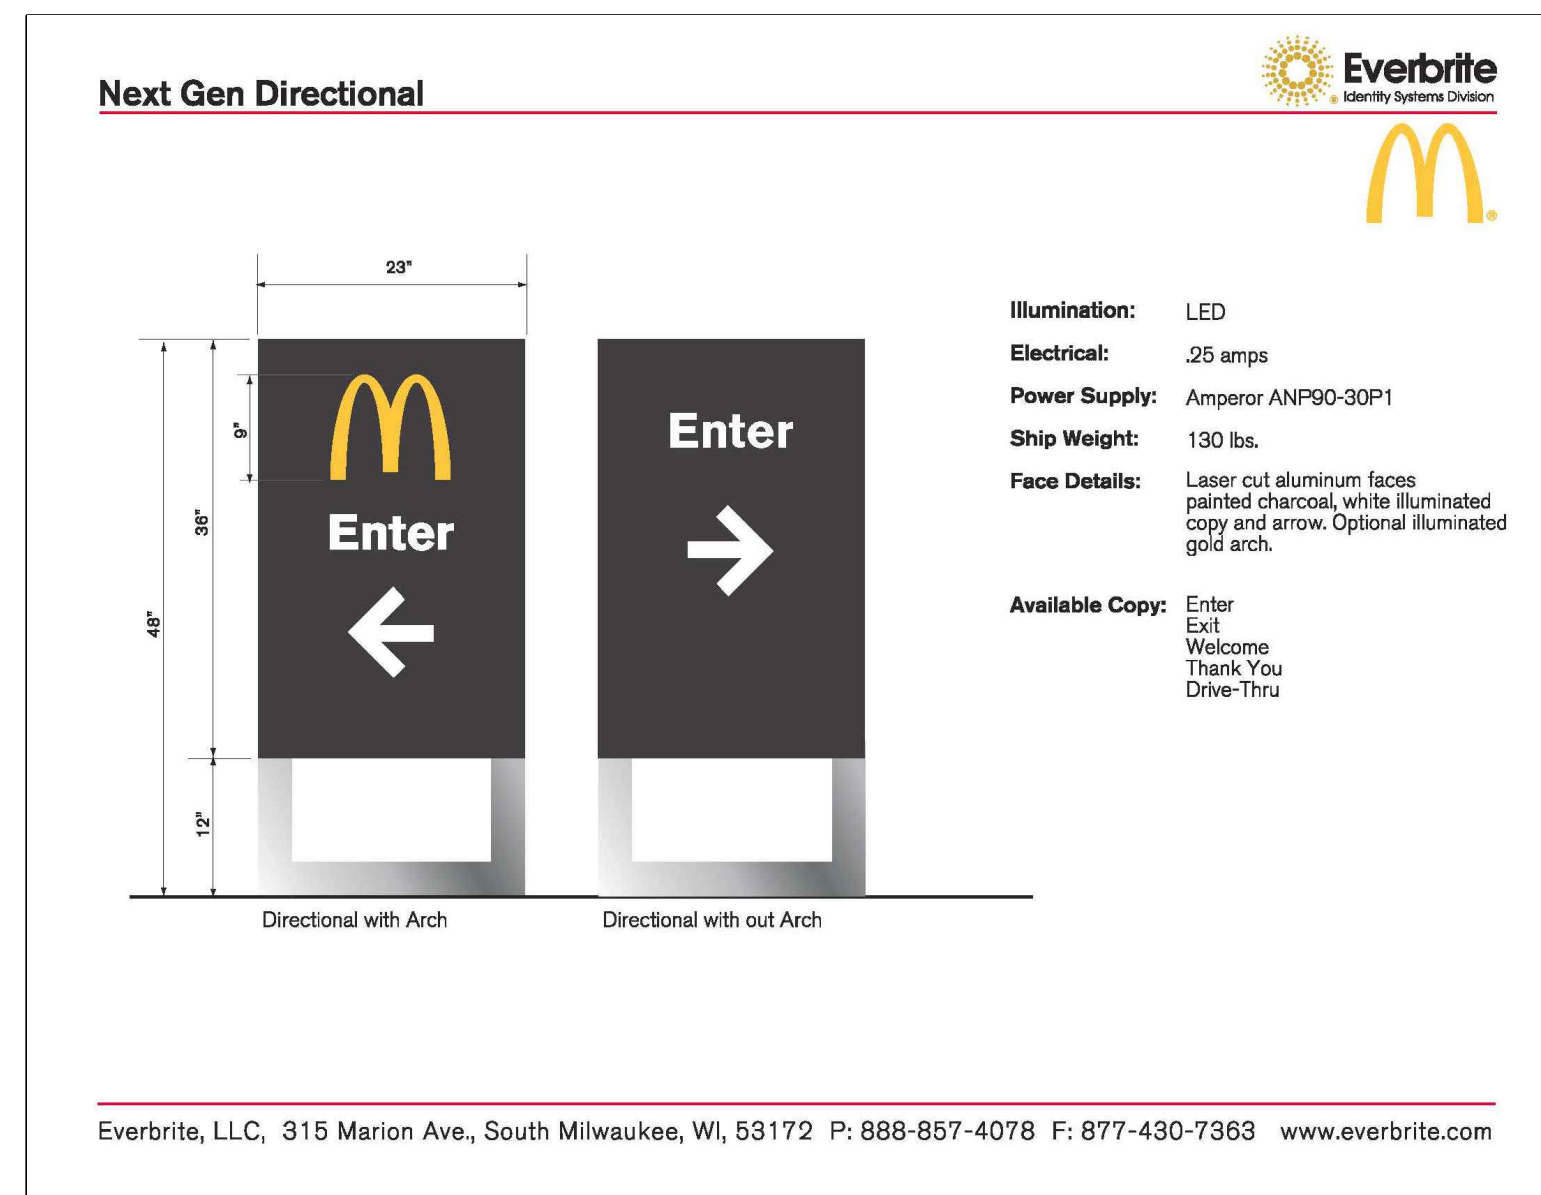 Next Gen Directional
Everbrite
® Identity Systems Division
®
23"
9"
36"
48"
12"
Enter
Enter
Directional with Arch
Directional with out Arch
Illumination: LED
Electrical: .25 amps
Power Supply: Amperor ANP90-30P1
Ship Weight: 130 lbs.
Face Details: Laser cut aluminum faces
painted charcoal, white illuminated
copy and arrow. Optional illuminated
gold arch.
Available Copy: Enter
Exit
Welcome
Thank You
Drive-Thru
Everbrite, LLC, 315 Marion Ave., South Milwaukee, WI, 53172 P: 888-857-4078 F: 877-430-7363 www.everbrite.com